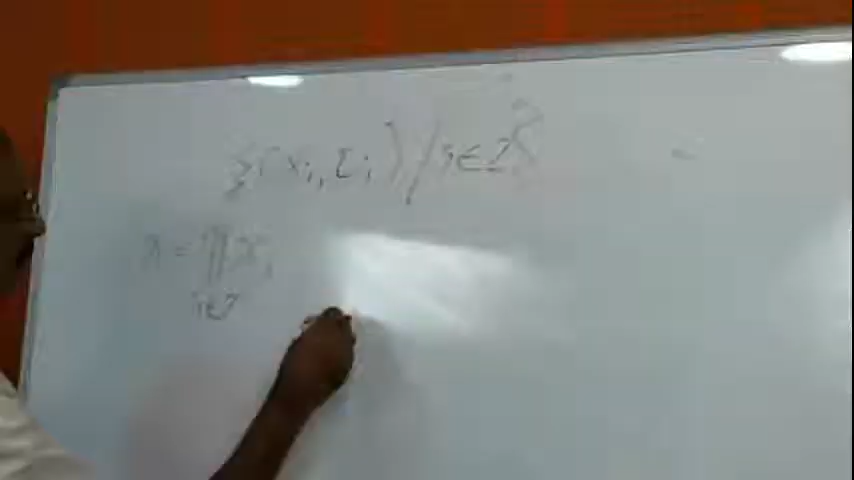 {(Xi, τi) / i ∈ I}
X = ∏ Xi
i ∈ I